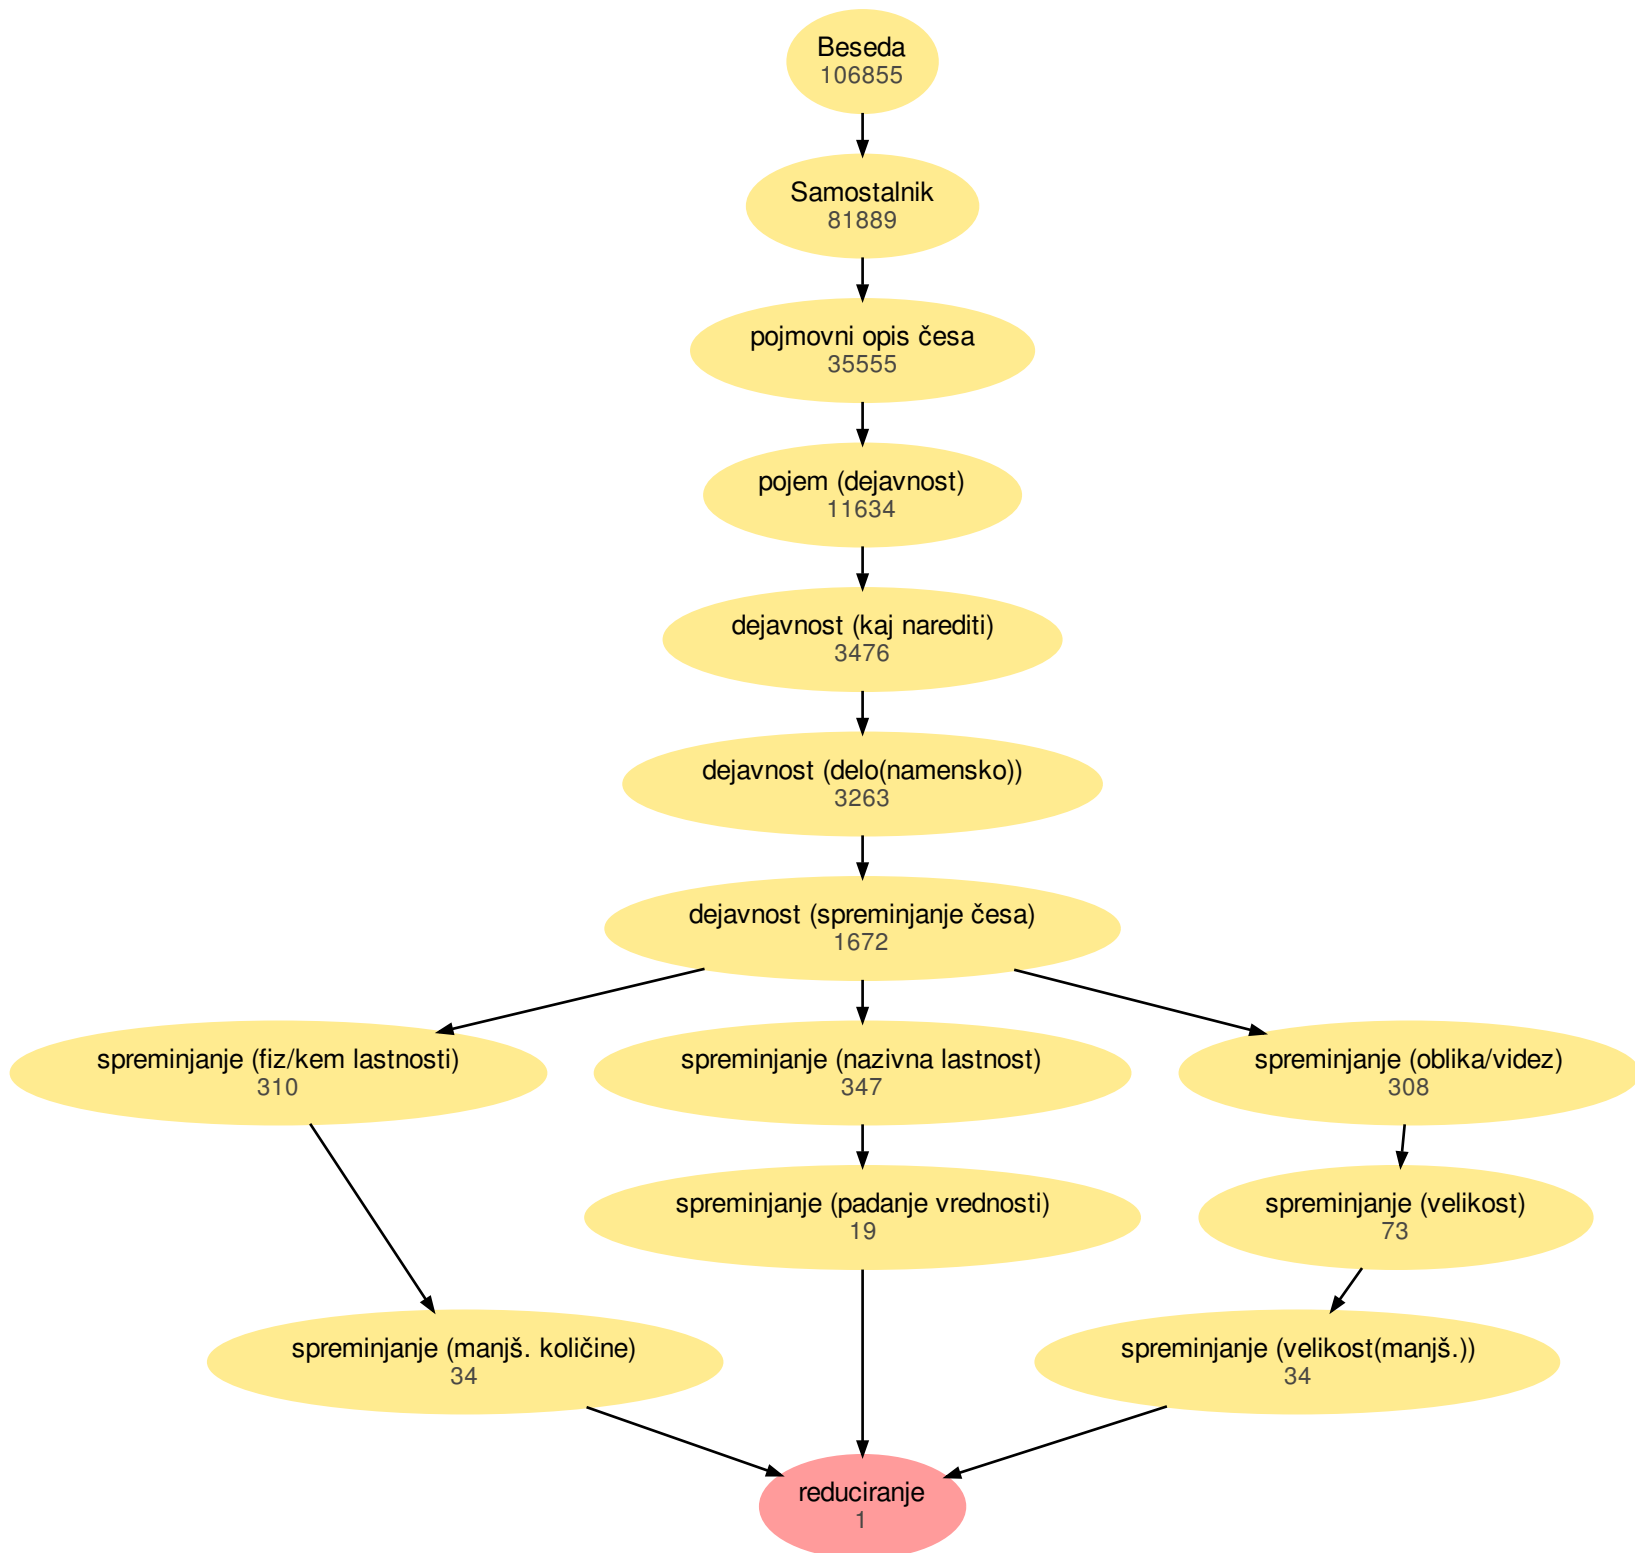 Beseda
106855
Samostalnik
81889
pojmovni opis česa
35555
pojem (dejavnost)
11634
dejavnost (kaj narediti)
3476
dejavnost (delo(namensko))
3263
dejavnost (spreminjanje česa)
1672
spreminjanje (fiz/kem lastnosti)
310
spreminjanje (nazivna lastnost)
347
spreminjanje (oblika/videz)
308
spreminjanje (padanje vrednosti)
19
spreminjanje (velikost)
73
spreminjanje (manjš. količine)
34
spreminjanje (velikost(manjš.))
34
reduciranje
1